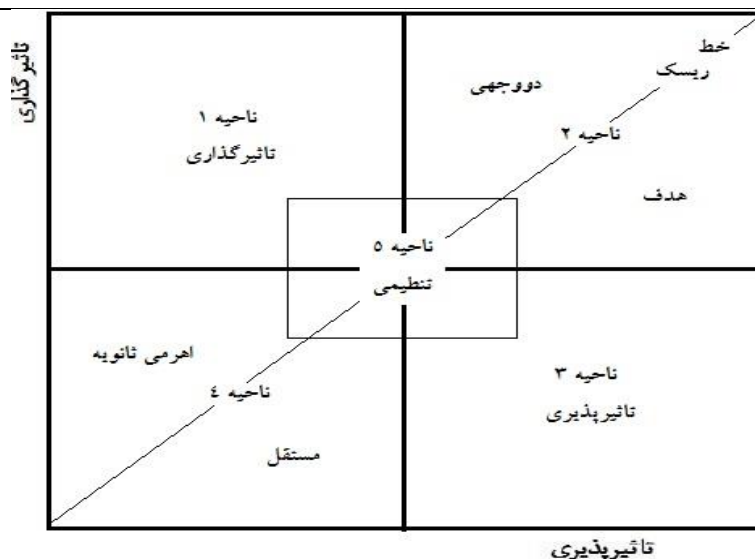 تاثیرگذاری
خط
ریسک
دووجهی
ناحیه ۲
هدف
ناحیه ۱
تاثیرگذاری
ناحیه ۵
تنظیمی
اهرمی ثانویه
ناحیه ۴
مستقل
ناحیه ۳
تاثیرپذیری
تاثیرپذیری